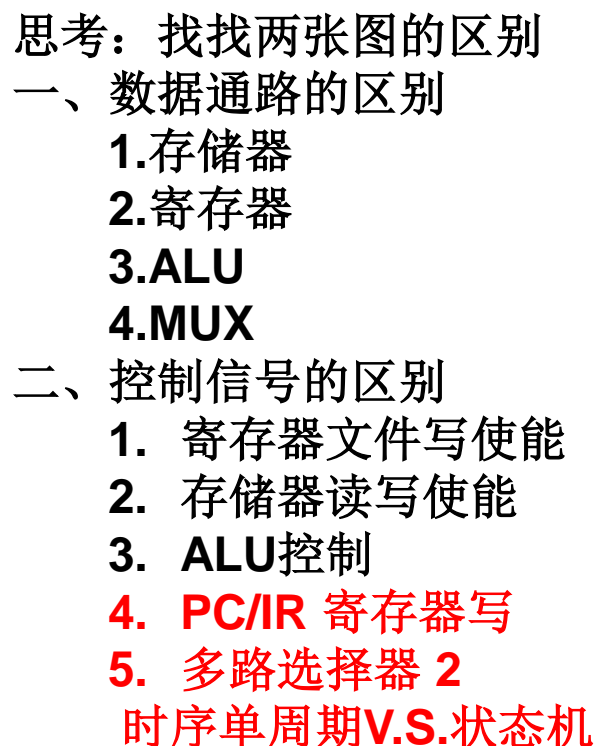 思考：找找两张图的区别
一、数据通路的区别
1.存储器
2.寄存器
3.ALU
4.MUX
二、控制信号的区别
1. 寄存器文件写使能
2. 存储器读写使能
3. ALU控制
4. PC/IR 寄存器写
5. 多路选择器 2
时序单周期V.S.状态机